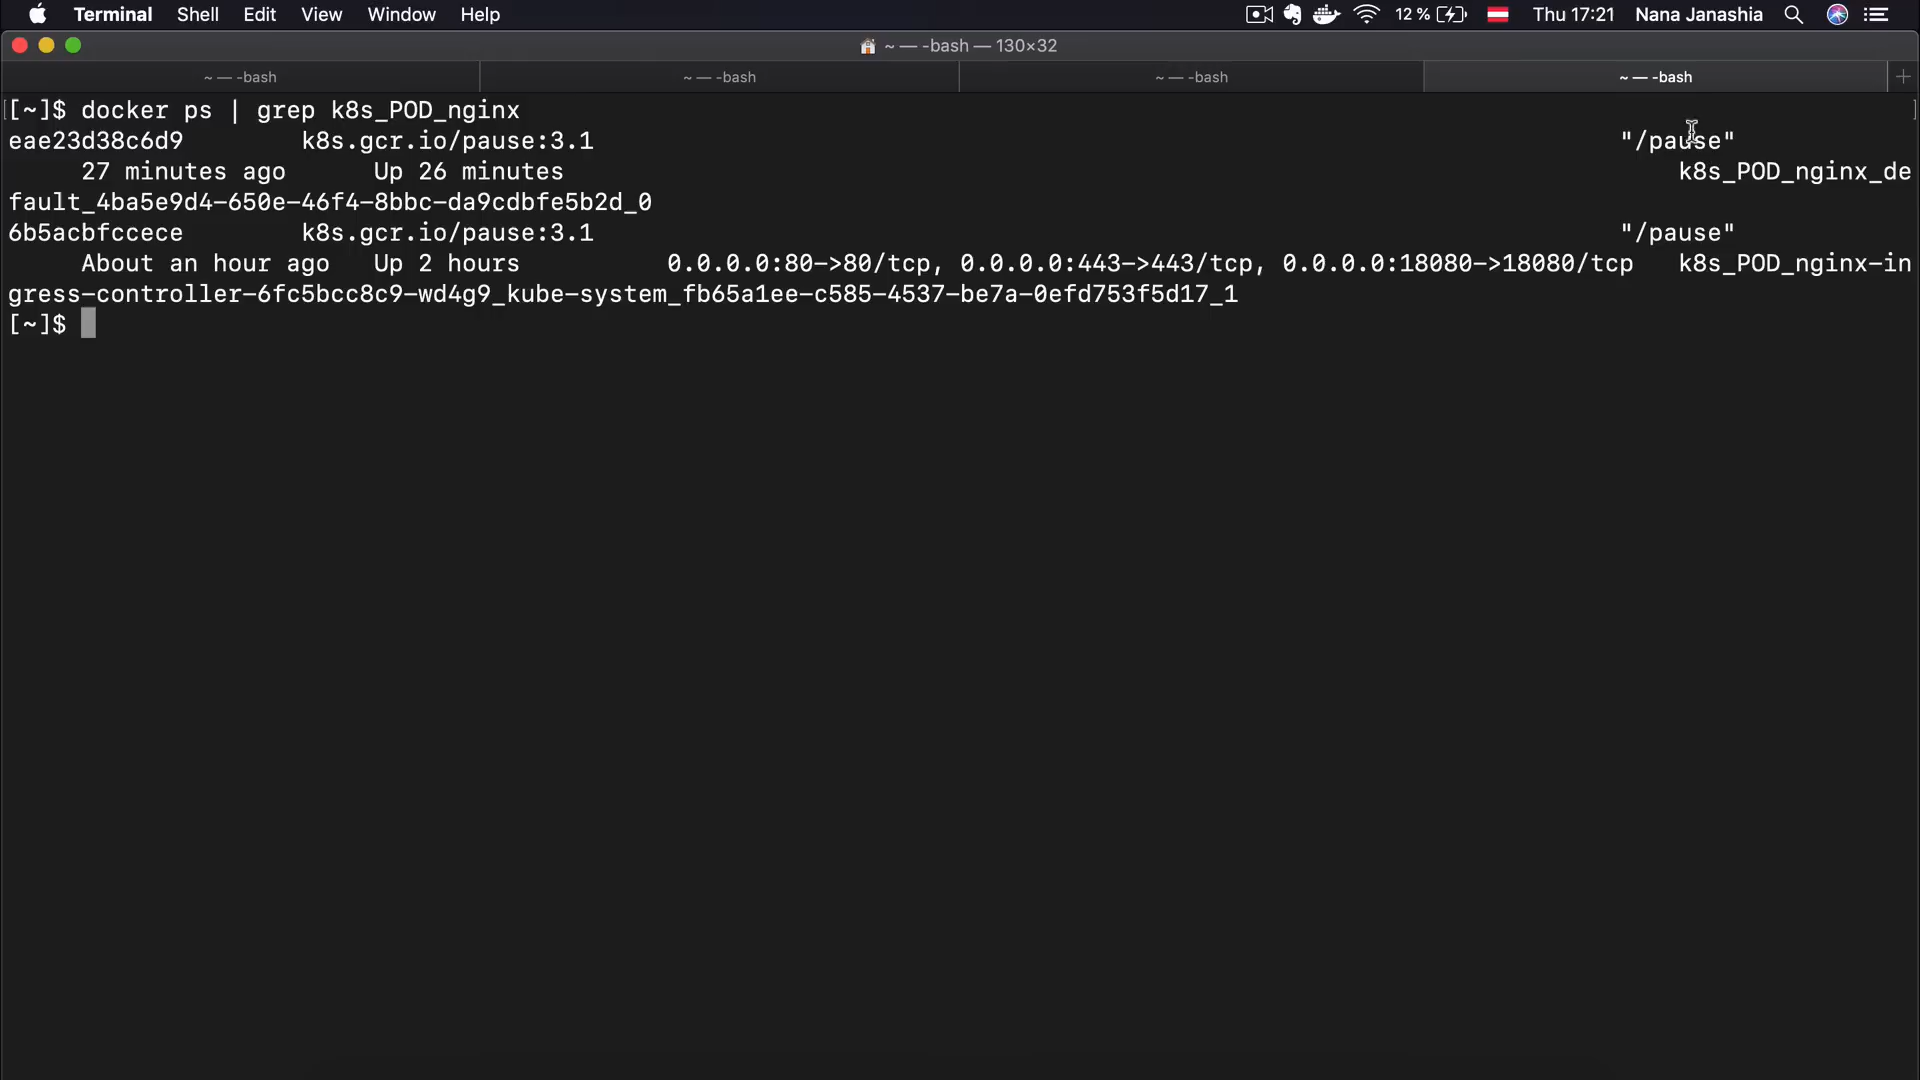 Terminal Shell Edit View Window Help 12 % Thu 17:21 Nana Janashia
~ — -bash — 130×32
~ — -bash ~ — -bash ~ — -bash ~ — -bash +
[~]$ docker ps | grep k8s_POD_nginx
eae23d38c6d9 k8s.gcr.io/pause:3.1 "/pause"
27 minutes ago Up 26 minutes k8s_POD_nginx_de
fault_4ba5e9d4-650e-46f4-8bbc-da9cdbfe5b2d_0
6b5acbfccece k8s.gcr.io/pause:3.1 "/pause"
About an hour ago Up 2 hours 0.0.0.0:80->80/tcp, 0.0.0.0:443->443/tcp, 0.0.0.0:18080->18080/tcp k8s_POD_nginx-in
gress-controller-6fc5bcc8c9-wd4g9_kube-system_fb65a1ee-c585-4537-be7a-0efd753f5d17_1
[~]$